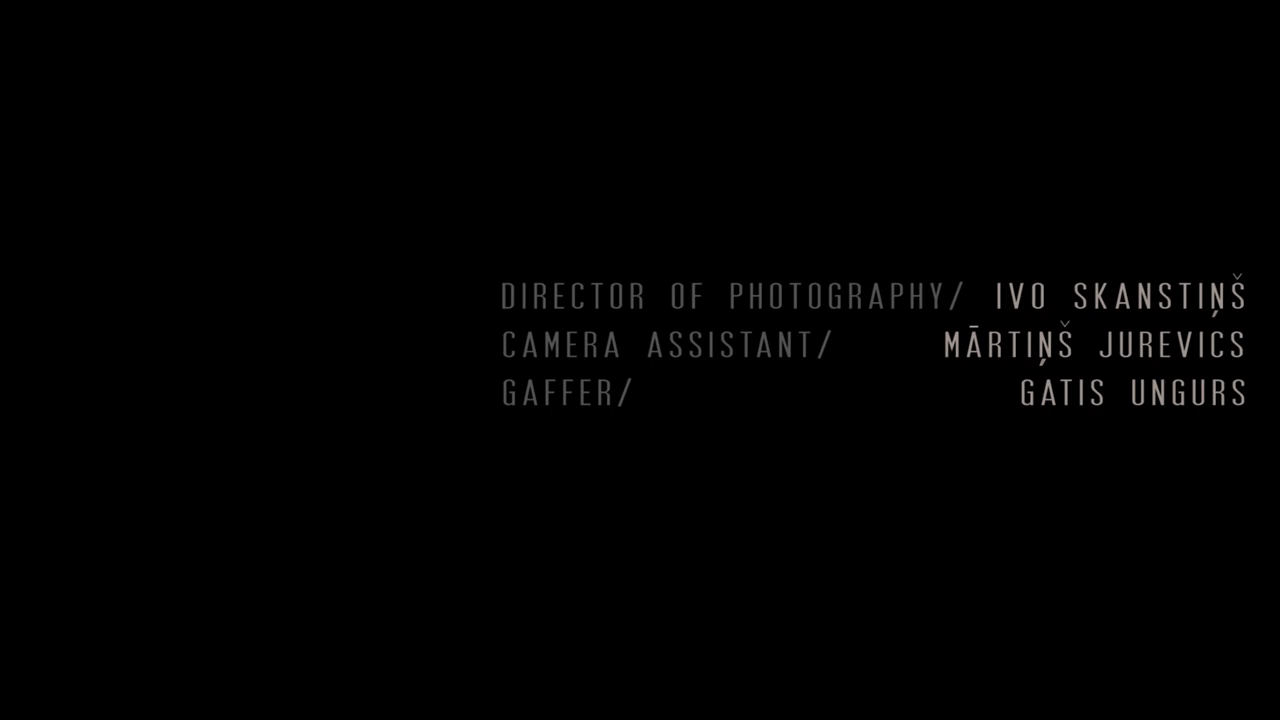 DIRECTOR OF PHOTOGRAPHY/ IVO SKANSTIŅŠ
CAMERA ASSISTANT/ MĀRTIŅŠ JUREVICS
GAFFER/ GATIS UNGURS